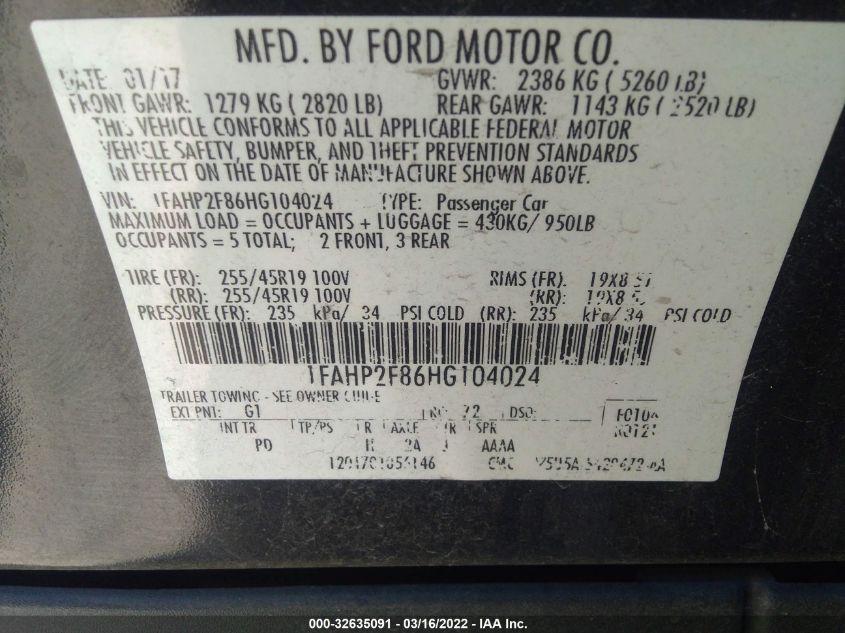 MFD. BY FORD MOTOR CO.
DATE: 01/17 GVWR: 2386 KG ( 5260 LB)
FRONT GAWR: 1279 KG ( 2820 LB) REAR GAWR: 1143 KG ( 2520 LB)
THIS VEHICLE CONFORMS TO ALL APPLICABLE FEDERAL MOTOR
VEHICLE SAFETY, BUMPER, AND THEFT PREVENTION STANDARDS
IN EFFECT ON THE DATE OF MANUFACTURE SHOWN ABOVE.
VIN: 1FAHP2F86HG104024 TYPE: Passenger Car
MAXIMUM LOAD = OCCUPANTS + LUGGAGE = 430KG/ 950LB
OCCUPANTS = 5 TOTAL; 2 FRONT, 3 REAR
TIRE (FR): 255/45R19 100V RIMS (FR): 19X8.5J
(RR): 255/45R19 100V (RR): 19X8.5J
PRESSURE (FR): 235 kPa/ 34 PSI COLD (RR): 235 kPa/ 34 PSI COLD
1FAHP2F86HG104024
TRAILER TOWING - SEE OWNER GUIDE
EXT PNT: G1 72 DSO:
INT TR TP/PS R AXLE TR SPR
PD H 2A J AAAA
000-32635091 - 03/16/2022 - IAA Inc.